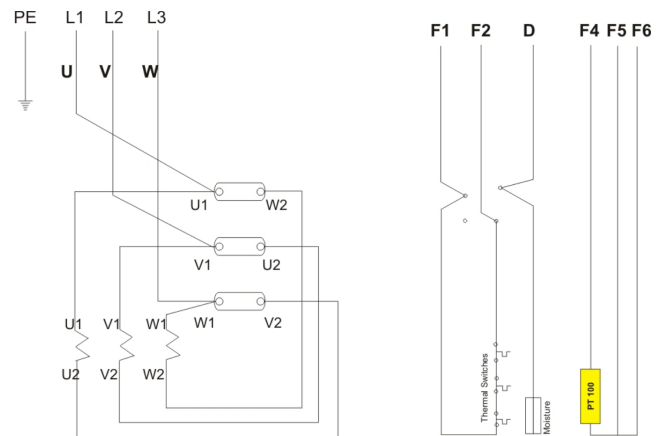 PE L1 L2 L3
F1 F2 D F4 F5 F6
U V W
U1 W2
V1 U2
W1 V2
U1 V1 W1
U2 V2 W2
Thermal Switches
Moisture
PT 100